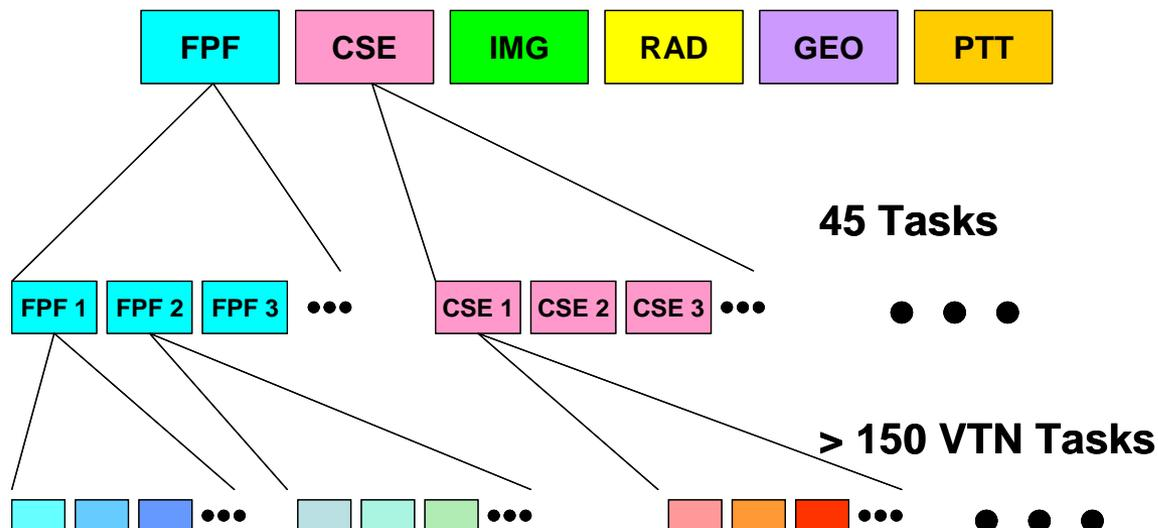 FPF CSE IMG RAD GEO PTT
45 Tasks
FPF 1 FPF 2 FPF 3 ●●● CSE 1 CSE 2 CSE 3 ●●● ● ● ●
> 150 VTN Tasks
●●● ●●● ●●● ● ● ●